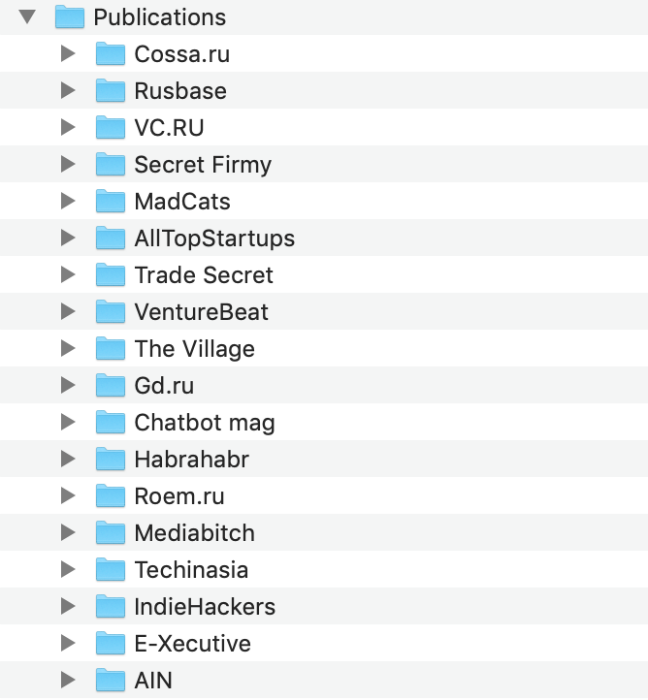 Publications
Cossa.ru
Rusbase
VC.RU
Secret Firmy
MadCats
AllTopStartups
Trade Secret
VentureBeat
The Village
Gd.ru
Chatbot mag
Habrahabr
Roem.ru
Mediabitch
Techinasia
IndieHackers
E-Xecutive
AIN